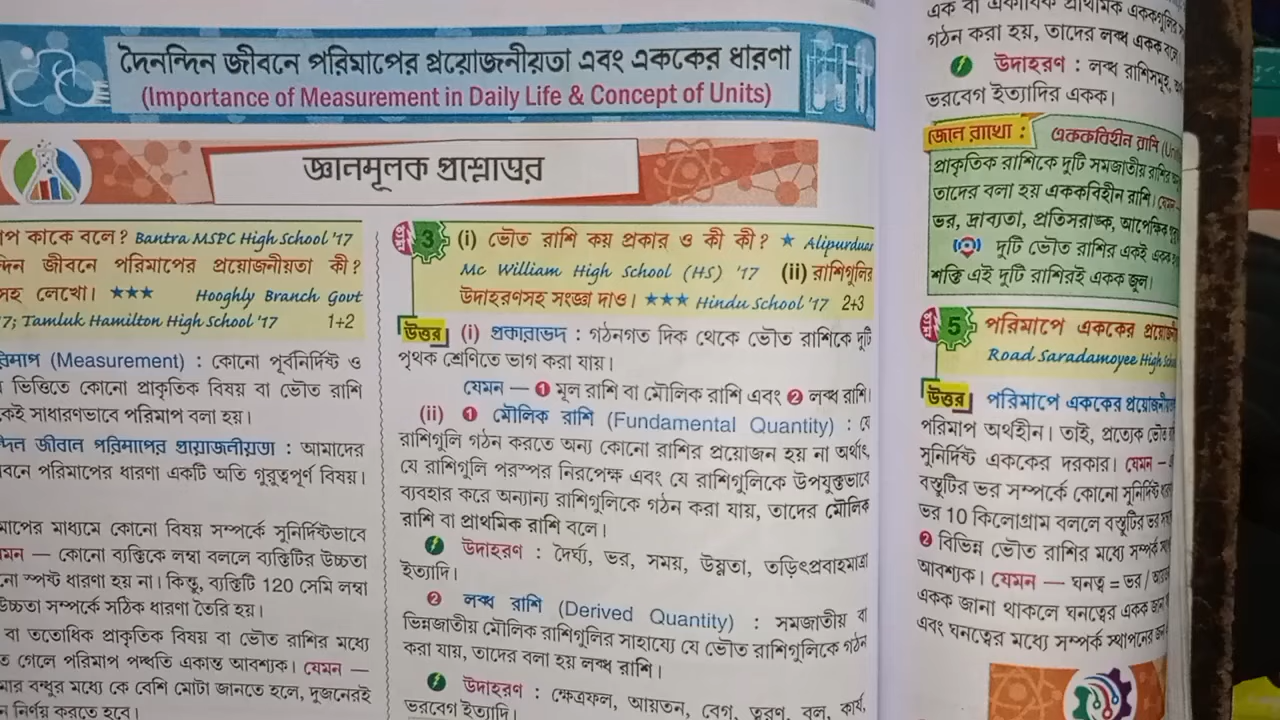 দৈনন্দিন জীবনে পরিমাপের প্রয়োজনীয়তা এবং এককের ধারণা
(Importance of Measurement in Daily Life & Concept of Units)
জ্ঞানমূলক প্রশ্নোত্তর
কাকে বলে? Bantra MSPC High School '17
জীবনে পরিমাপের প্রয়োজনীয়তা কী?
লেখো। ★★★ Hooghly Branch Govt
Tamluk Hamilton High School '17 1+2
(Measurement) : কোনো পূর্বনির্দিষ্ট ও
ভিত্তিতে কোনো প্রাকৃতিক বিষয় বা ভৌত রাশি
সাধারণভাবে পরিমাপ বলা হয়।
জীবনে পরিমাপের প্রয়োজনীয়তা : আমাদের
পরিমাপের ধারণা একটি অতি গুরুত্বপূর্ণ বিষয়।
মাধ্যমে কোনো বিষয় সম্পর্কে সুনির্দিষ্টভাবে
— কোনো ব্যক্তিকে লম্বা বললে ব্যক্তিটির উচ্চতা
স্পষ্ট ধারণা হয় না। কিন্তু, ব্যক্তিটি 120 সেমি লম্বা
উচ্চতা সম্পর্কে সঠিক ধারণা তৈরি হয়।
বা ততোধিক প্রাকৃতিক বিষয় বা ভৌত রাশির মধ্যে
গেলে পরিমাপ পদ্ধতি একান্ত আবশ্যক। যেমন —
বন্ধুর মধ্যে কে বেশি মোটা জানতে হলে, দুজনেরই
নির্ণয় করতে হবে।
3 (i) ভৌত রাশি কয় প্রকার ও কী কী? ★ Alipurduar
Mc William High School (HS) '17 (ii) রাশিগুলির
উদাহরণসহ সংজ্ঞা দাও। ★★★ Hindu School '17 2+3
উত্তর (i) প্রকারভেদ : গঠনগত দিক থেকে ভৌত রাশিকে দুটি
পৃথক শ্রেণিতে ভাগ করা যায়।
যেমন — 1 মূল রাশি বা মৌলিক রাশি এবং 2 লব্ধ রাশি।
(ii) 1 মৌলিক রাশি (Fundamental Quantity) : যে
রাশিগুলি গঠন করতে অন্য কোনো রাশির প্রয়োজন হয় না অর্থাৎ,
যে রাশিগুলি পরস্পর নিরপেক্ষ এবং যে রাশিগুলিকে উপযুক্তভাবে
ব্যবহার করে অন্যান্য রাশিগুলিকে গঠন করা যায়, তাদের মৌলিক
রাশি বা প্রাথমিক রাশি বলে।
উদাহরণ : দৈর্ঘ্য, ভর, সময়, উষ্ণতা, তড়িৎপ্রবাহমাত্রা
ইত্যাদি।
2 লব্ধ রাশি (Derived Quantity) : সমজাতীয় বা
ভিন্নজাতীয় মৌলিক রাশিগুলির সাহায্যে যে ভৌত রাশিগুলিকে গঠন
করা যায়, তাদের বলা হয় লব্ধ রাশি।
উদাহরণ : ক্ষেত্রফল, আয়তন, বেগ, ত্বরণ, বল, কার্য,
ভরবেগ ইত্যাদি।
এক বা একাধিক প্রাথমিক এককগুলির
গঠন করা হয়, তাদের লব্ধ একক বলে।
উদাহরণ : লব্ধ রাশিসমূহ,
ভরবেগ ইত্যাদির একক।
জেনে রাখো : এককবিহীন রাশি
প্রাকৃতিক রাশিকে দুটি সমজাতীয় রাশির
তাদের বলা হয় এককবিহীন রাশি।
ভর, দ্রাব্যতা, প্রতিসরাঙ্ক, আপেক্ষিক
দুটি ভৌত রাশির একই একক
শক্তি এই দুটি রাশিরই একক জুল।
5 পরিমাপে এককের
Road Saradamoyee High
উত্তর পরিমাপে এককের
পরিমাপ অর্থহীন। তাই, প্রত্যেক ভৌত
সুনির্দিষ্ট এককের দরকার। যেমন –
বস্তুটির ভর সম্পর্কে কোনো সুনির্দিষ্ট
ভর 10 কিলোগ্রাম বললে বস্তুটির ভর
2 বিভিন্ন ভৌত রাশির মধ্যে সম্পর্ক
আবশ্যক। যেমন — ঘনত্ব = ভর /
একক জানা থাকলে ঘনত্বের একক
এবং ঘনত্বের মধ্যে সম্পর্ক স্থাপনের